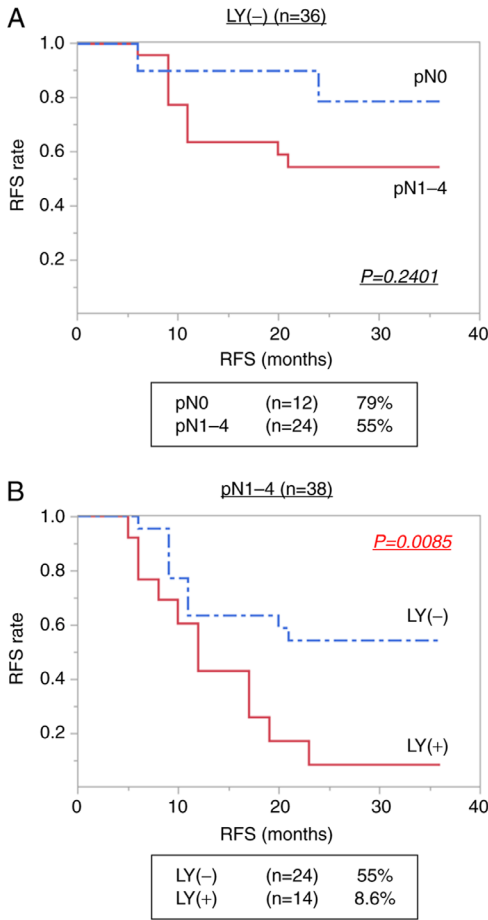 A
LY(−) (n=36)
RFS rate
1.0
0.8
0.6
0.4
0.2
pN0
pN1−4
P=0.2401
0 10 20 30 40
RFS (months)
pN0 (n=12) 79%
pN1−4 (n=24) 55%
B
pN1−4 (n=38)
RFS rate
1.0
0.8
0.6
0.4
0.2
P=0.0085
LY(−)
LY(+)
0 10 20 30 40
RFS (months)
LY(−) (n=24) 55%
LY(+) (n=14) 8.6%